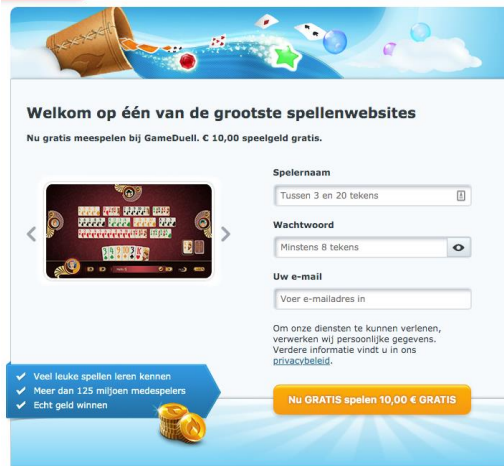 Welkom op één van de grootste spellenwebsites
Nu gratis meespelen bij GameDuell. € 10,00 speelgeld gratis.
Spelernaam
Tussen 3 en 20 tekens
Wachtwoord
Minstens 8 tekens
Uw e-mail
Voer e-mailadres in
Om onze diensten te kunnen verlenen,
verwerken wij persoonlijke gegevens.
Verdere informatie vindt u in ons
privacybeleid.
Veel leuke spellen leren kennen
Meer dan 125 miljoen medespelers
Echt geld winnen
Nu GRATIS spelen 10,00 € GRATIS